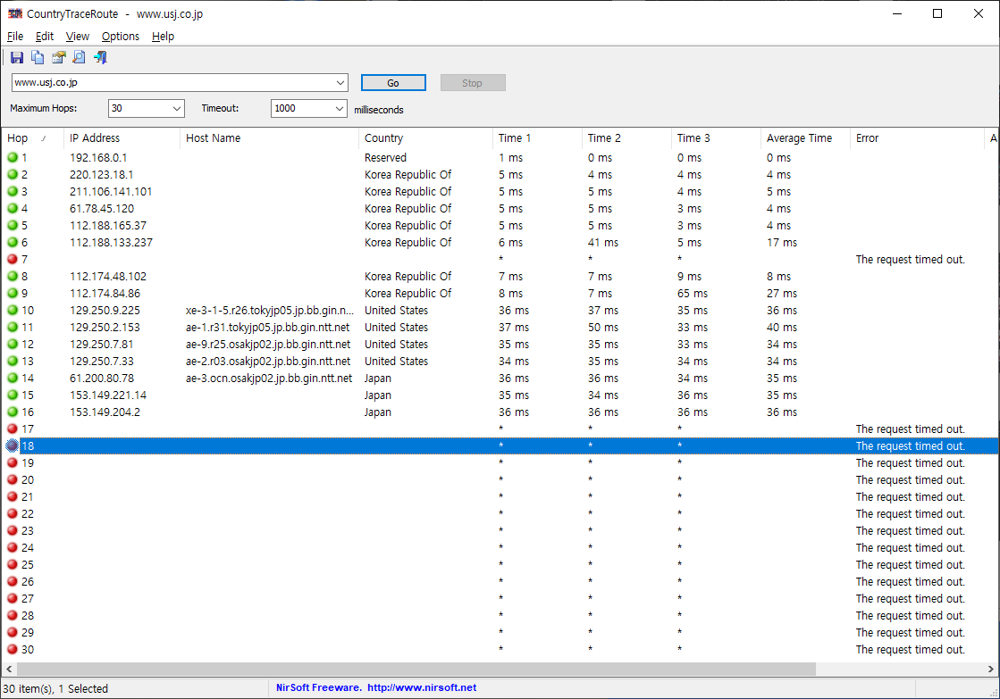 CountryTraceRoute - www.usj.co.jp
File Edit View Options Help
www.usj.co.jp Go Stop
Maximum Hops: 30 Timeout: 1000 milliseconds
Hop IP Address Host Name Country Time 1 Time 2 Time 3 Average Time Error A
1 192.168.0.1 Reserved 1 ms 0 ms 0 ms 0 ms
2 220.123.18.1 Korea Republic Of 5 ms 4 ms 4 ms 4 ms
3 211.106.141.101 Korea Republic Of 5 ms 5 ms 4 ms 5 ms
4 61.78.45.120 Korea Republic Of 5 ms 5 ms 3 ms 4 ms
5 112.188.165.37 Korea Republic Of 5 ms 5 ms 3 ms 4 ms
6 112.188.133.237 Korea Republic Of 6 ms 41 ms 5 ms 17 ms
7 * * * The request timed out.
8 112.174.48.102 Korea Republic Of 7 ms 7 ms 9 ms 8 ms
9 112.174.84.86 Korea Republic Of 8 ms 7 ms 65 ms 27 ms
10 129.250.9.225 xe-3-1-5.r26.tokyjp05.jp.bb.gin.n... United States 36 ms 37 ms 35 ms 36 ms
11 129.250.2.153 ae-1.r31.tokyjp05.jp.bb.gin.ntt.net United States 37 ms 50 ms 33 ms 40 ms
12 129.250.7.81 ae-9.r25.osakjp02.jp.bb.gin.ntt.net United States 35 ms 35 ms 33 ms 34 ms
13 129.250.7.33 ae-2.r03.osakjp02.jp.bb.gin.ntt.net United States 34 ms 35 ms 34 ms 34 ms
14 61.200.80.78 ae-3.ocn.osakjp02.jp.bb.gin.ntt.net Japan 36 ms 36 ms 34 ms 35 ms
15 153.149.221.14 Japan 35 ms 34 ms 36 ms 35 ms
16 153.149.204.2 Japan 36 ms 36 ms 36 ms 36 ms
17 * * * The request timed out.
18 * * * The request timed out.
19 * * * The request timed out.
20 * * * The request timed out.
21 * * * The request timed out.
22 * * * The request timed out.
23 * * * The request timed out.
24 * * * The request timed out.
25 * * * The request timed out.
26 * * * The request timed out.
27 * * * The request timed out.
28 * * * The request timed out.
29 * * * The request timed out.
30 * * * The request timed out.
30 item(s), 1 Selected NirSoft Freeware. http://www.nirsoft.net